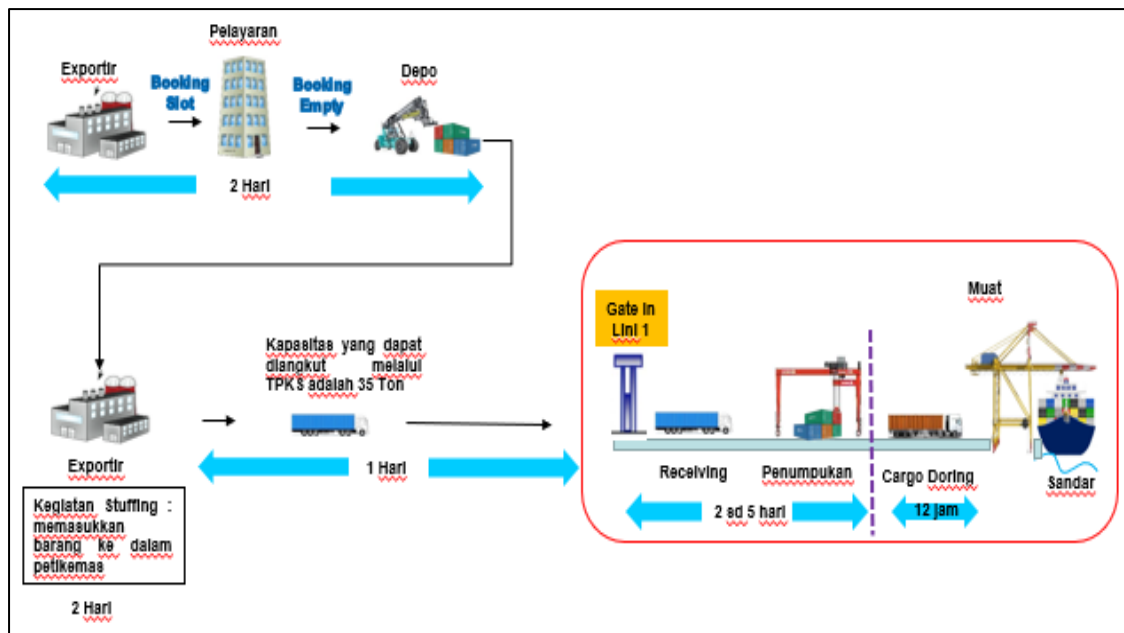 Pelayaran
Exportir
Booking
Slot
Booking
Empty
Depo
2 Hari
Kapasitas yang dapat
diangkut melalui
TPKS adalah 35 Ton
Exportir
1 Hari
Kegiatan Stuffing :
memasukkan
barang ke dalam
petikemas
2 Hari
Gate In
Lini 1
Muat
Receiving
Penumpukan
Cargo Doring
Sandar
2 sd 5 hari
12 jam